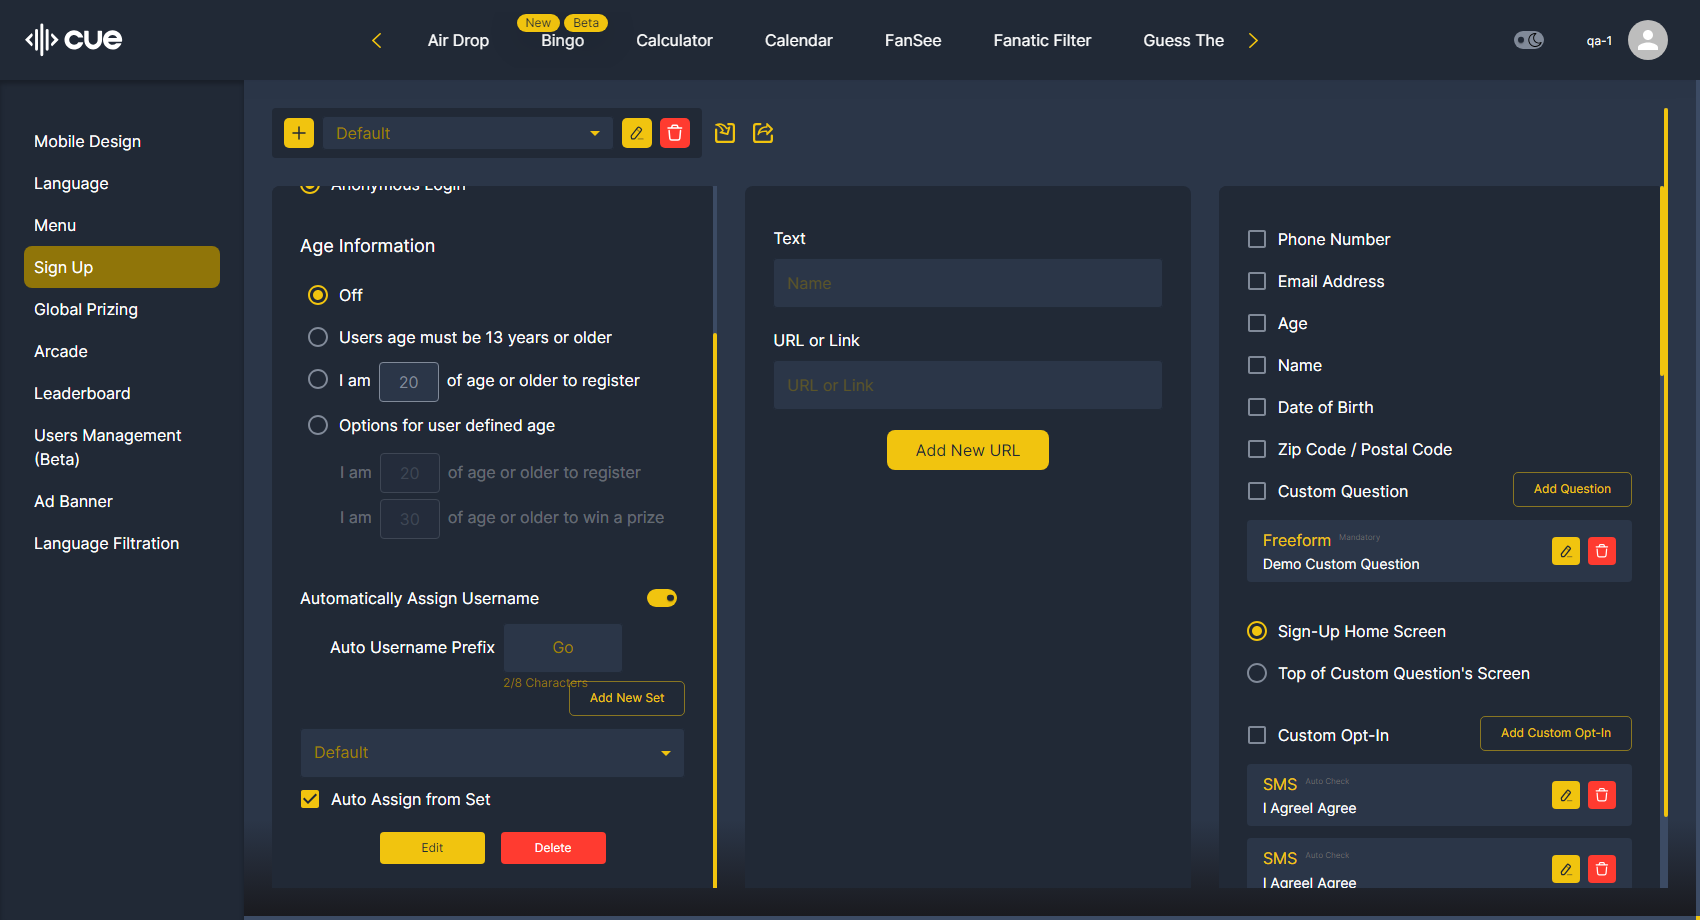 cue
Air Drop
New
Beta
Bingo
Calculator
Calendar
FanSee
Fanatic Filter
Guess The
qa-1
Mobile Design
Language
Menu
Sign Up
Global Prizing
Arcade
Leaderboard
Users Management
(Beta)
Ad Banner
Language Filtration
Default
Anonymous Login
Age Information
Off
Users age must be 13 years or older
I am 20 of age or older to register
Options for user defined age
I am 20 of age or older to register
I am 30 of age or older to win a prize
Automatically Assign Username
Auto Username Prefix Go
2/8 Characters
Add New Set
Default
Auto Assign from Set
Edit
Delete
Text
Name
URL or Link
URL or Link
Add New URL
Phone Number
Email Address
Age
Name
Date of Birth
Zip Code / Postal Code
Custom Question
Add Question
Freeform Mandatory
Demo Custom Question
Sign-Up Home Screen
Top of Custom Question's Screen
Custom Opt-In
Add Custom Opt-In
SMS Auto Check
I AgreeI Agree
SMS Auto Check
I AgreeI Agree